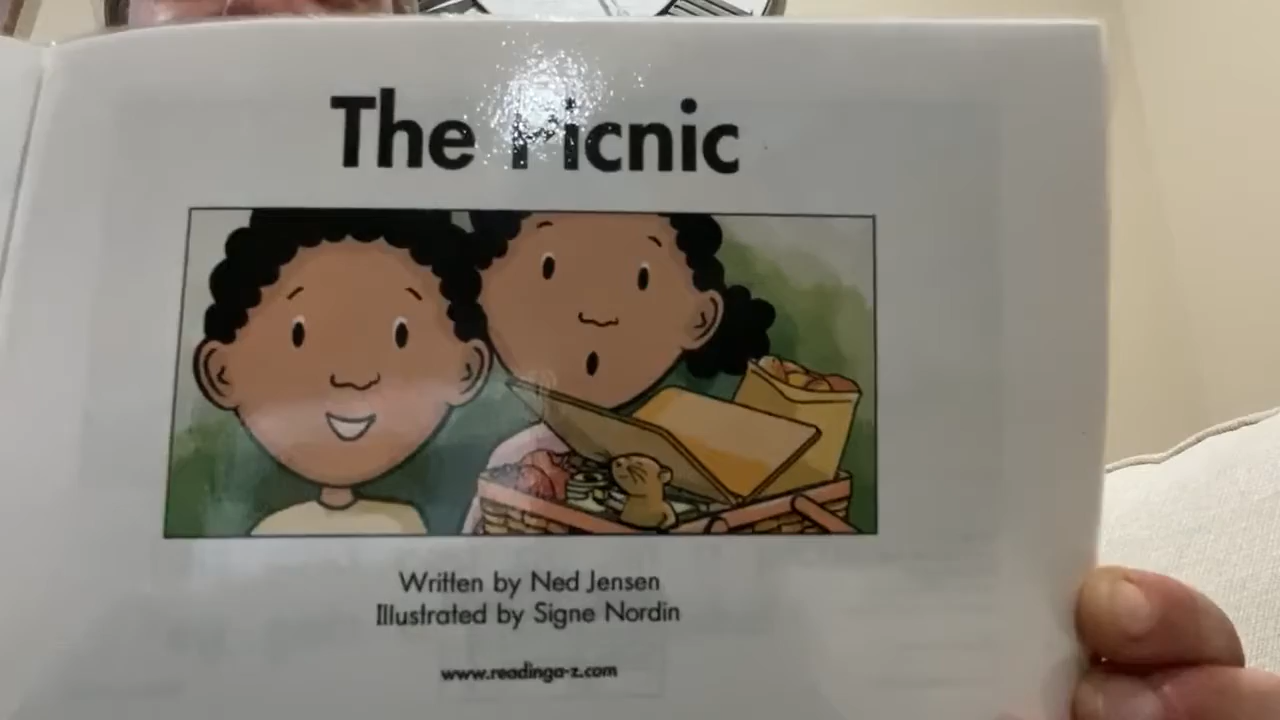 The Picnic
Written by Ned Jensen
Illustrated by Signe Nordin
www.readinga-z.com